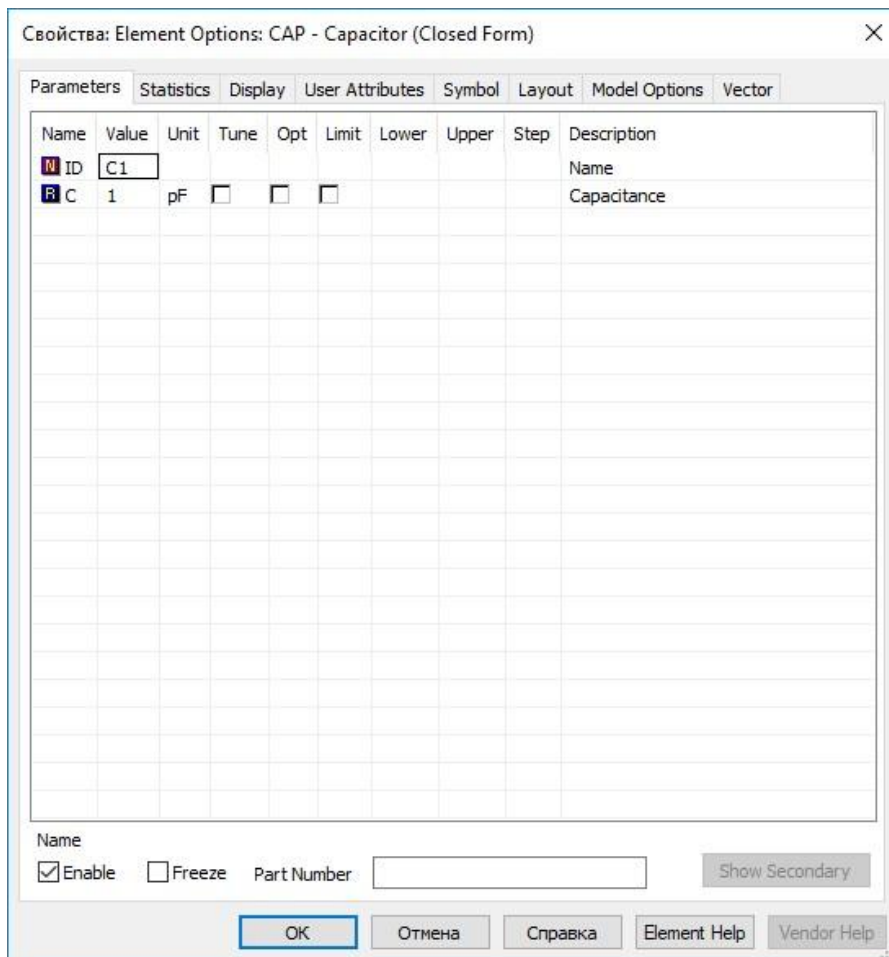 Свойства: Element Options: CAP - Capacitor (Closed Form)
Parameters Statistics Display User Attributes Symbol Layout Model Options Vector
Name Value Unit Tune Opt Limit Lower Upper Step Description
N ID C1 Name
R C 1 pF Capacitance
Name
Enable Freeze Part Number Show Secondary
OK Отмена Справка Element Help Vendor Help